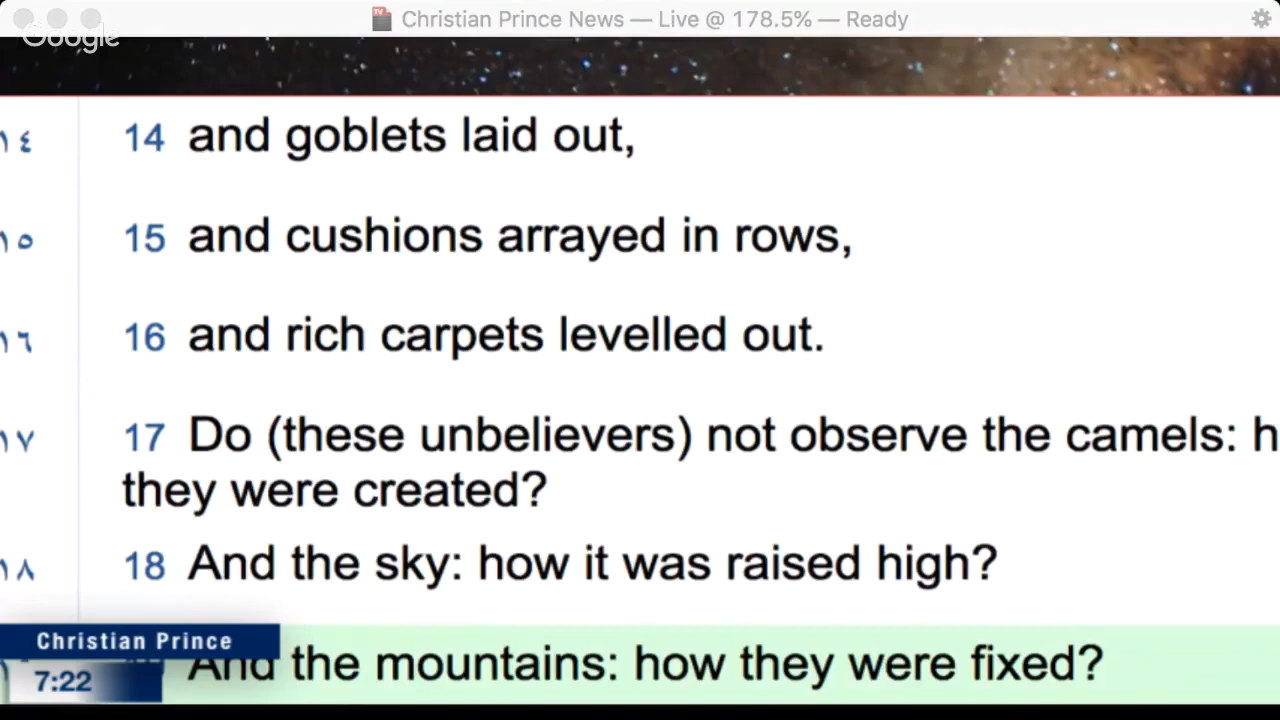 Christian Prince News — Live @ 178.5% — Ready
Google
١٤ 14 and goblets laid out,
١٥ 15 and cushions arrayed in rows,
١٦ 16 and rich carpets levelled out.
١٧ 17 Do (these unbelievers) not observe the camels:
they were created?
١٨ 18 And the sky: how it was raised high?
And the mountains: how they were fixed?
Christian Prince
7:22